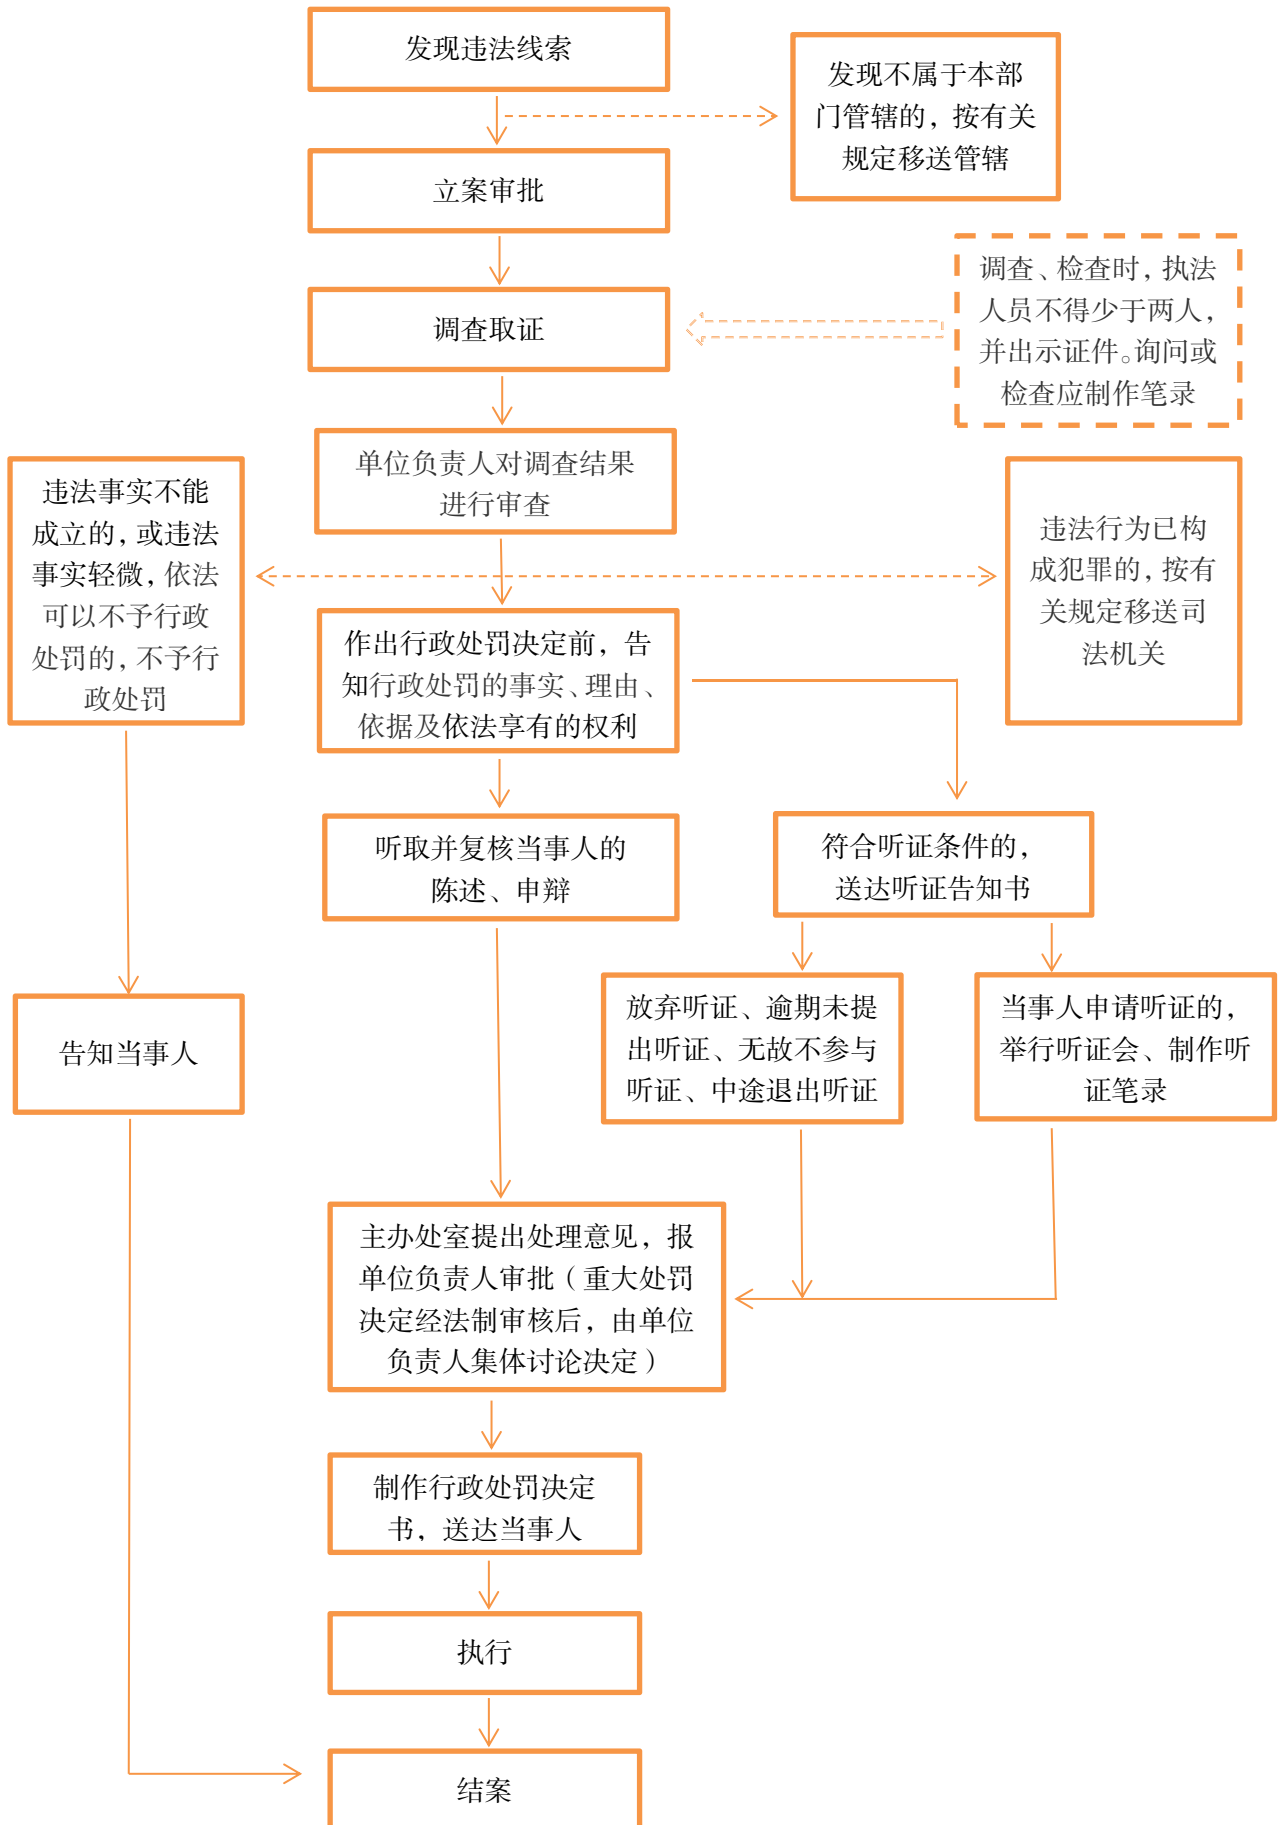 发现违法线索
发现不属于本部
门管辖的，按有关
规定移送管辖
立案审批
调查、检查时，执法
人员不得少于两人，
并出示证件。询问或
检查应制作笔录
调查取证
单位负责人对调查结果
进行审查
违法事实不能
成立的，或违法
事实轻微，依法
可以不予行政
处罚的，不予行
政处罚
违法行为已构
成犯罪的，按有
关规定移送司
法机关
作出行政处罚决定前，告
知行政处罚的事实、理由、
依据及依法享有的权利
听取并复核当事人的
陈述、申辩
符合听证条件的，
送达听证告知书
告知当事人
放弃听证、逾期未提
出听证、无故不参与
听证、中途退出听证
当事人申请听证的，
举行听证会、制作听
证笔录
主办处室提出处理意见，报
单位负责人审批（重大处罚
决定经法制审核后，由单位
负责人集体讨论决定）
制作行政处罚决定
书，送达当事人
执行
结案